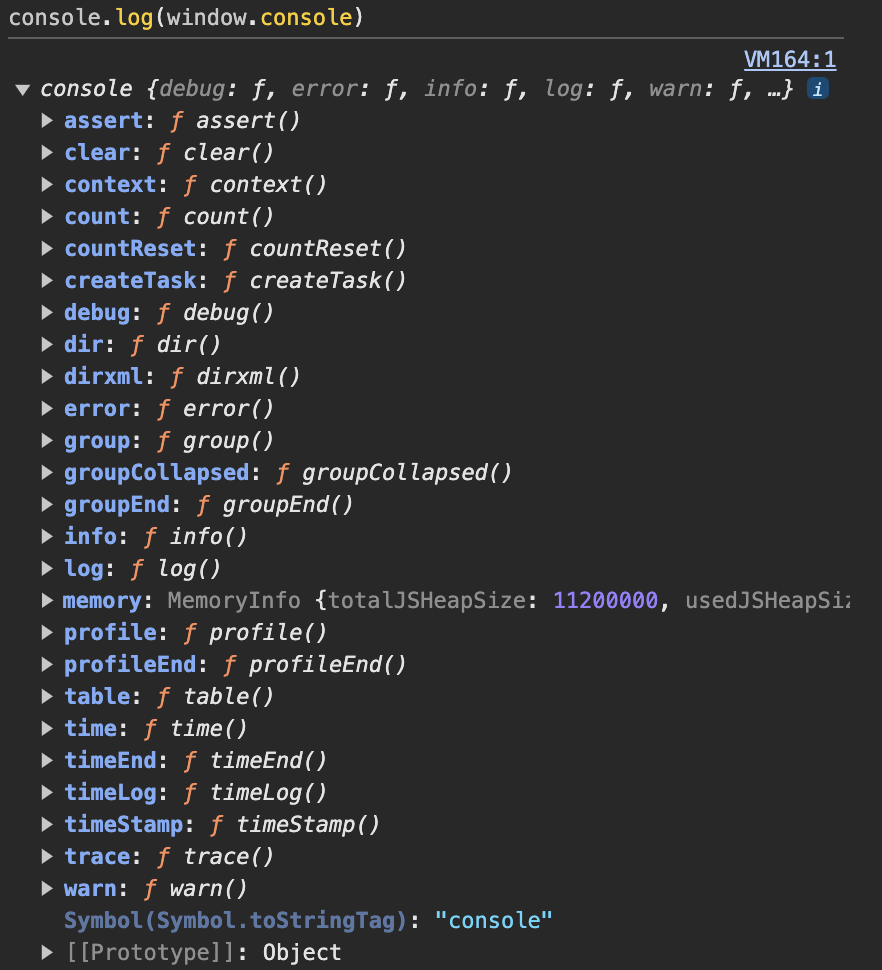 console.log(window.console)
VM164:1
▼ console {debug: ƒ, error: ƒ, info: ƒ, log: ƒ, warn: ƒ, …} i
▶ assert: ƒ assert()
▶ clear: ƒ clear()
▶ context: ƒ context()
▶ count: ƒ count()
▶ countReset: ƒ countReset()
▶ createTask: ƒ createTask()
▶ debug: ƒ debug()
▶ dir: ƒ dir()
▶ dirxml: ƒ dirxml()
▶ error: ƒ error()
▶ group: ƒ group()
▶ groupCollapsed: ƒ groupCollapsed()
▶ groupEnd: ƒ groupEnd()
▶ info: ƒ info()
▶ log: ƒ log()
▶ memory: MemoryInfo {totalJSHeapSize: 11200000, usedJSHeapSiz
▶ profile: ƒ profile()
▶ profileEnd: ƒ profileEnd()
▶ table: ƒ table()
▶ time: ƒ time()
▶ timeEnd: ƒ timeEnd()
▶ timeLog: ƒ timeLog()
▶ timeStamp: ƒ timeStamp()
▶ trace: ƒ trace()
▶ warn: ƒ warn()
Symbol(Symbol.toStringTag): "console"
▶ [[Prototype]]: Object